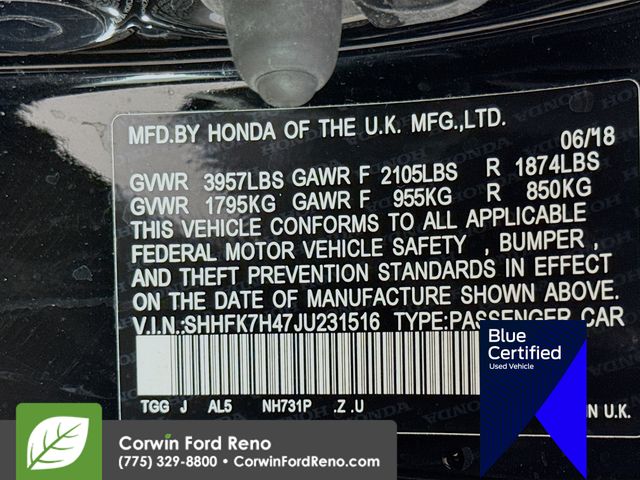 MFD.BY HONDA OF THE U.K. MFG.,LTD.
06/'18
GVWR 3957LBS GAWR F 2105LBS R 1874LBS
GVWR 1795KG GAWR F 955KG R 850KG
THIS VEHICLE CONFORMS TO ALL APPLICABLE
FEDERAL MOTOR VEHICLE SAFETY , BUMPER ,
AND THEFT PREVENTION STANDARDS IN EFFECT
ON THE DATE OF MANUFACTURE SHOWN ABOVE.
V.I.N.:SHHFK7H47JU231516 TYPE:PASSENGER CAR
TGG J AL5 NH731P .Z .U
IN U.K.
Blue
Certified
Used Vehicle
Corwin Ford Reno
(775) 329-8800 • CorwinFordReno.com